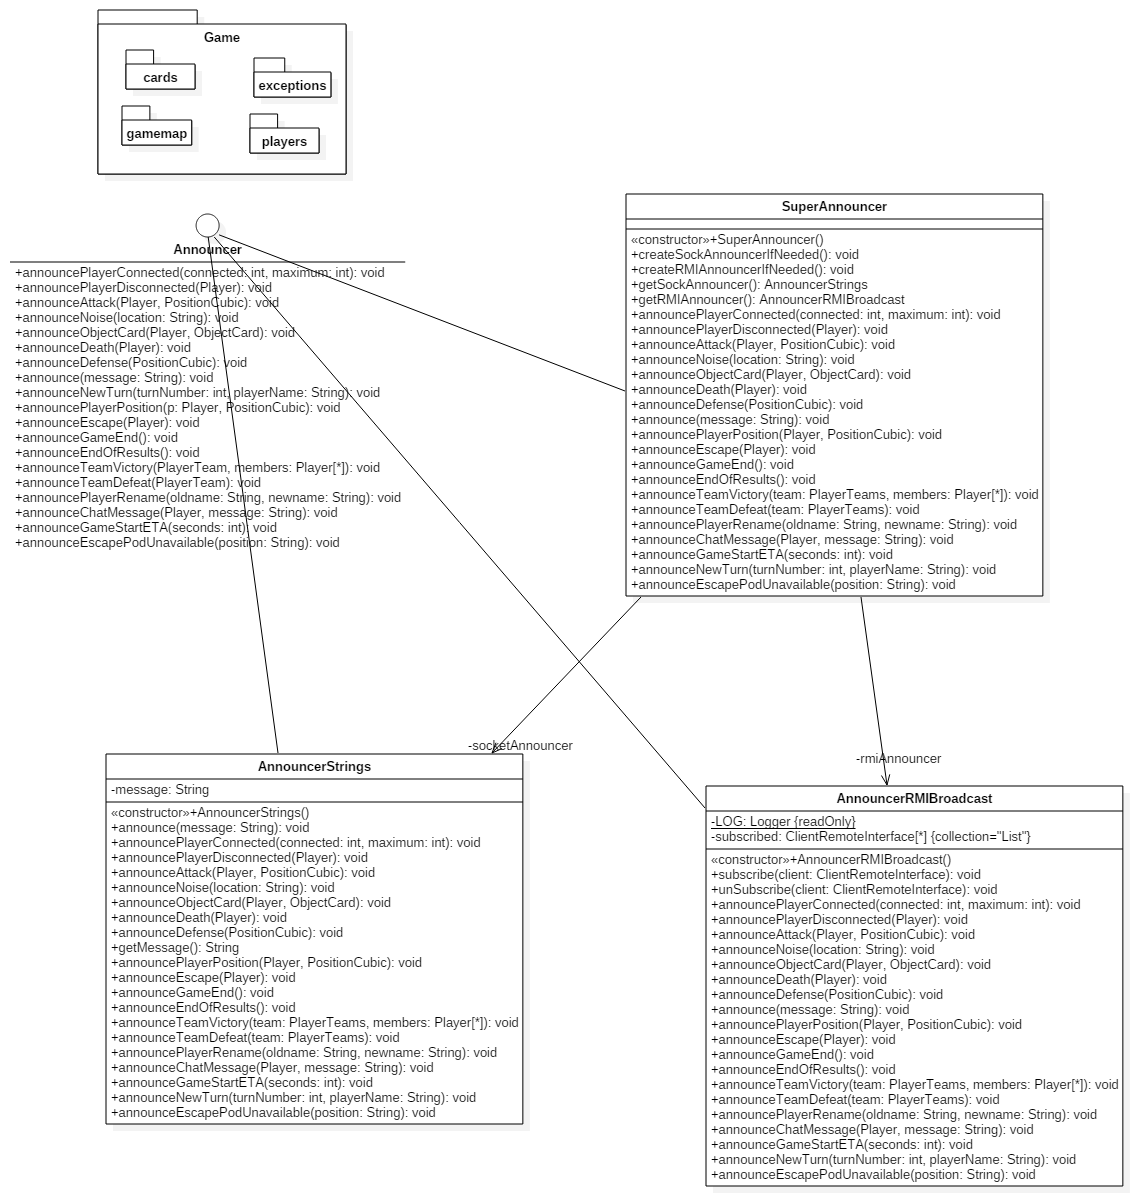 Game
cards
exceptions
gamemap
players
Announcer
+announcePlayerConnected(connected: int, maximum: int): void
+announcePlayerDisconnected(Player): void
+announceAttack(Player, PositionCubic): void
+announceNoise(location: String): void
+announceObjectCard(Player, ObjectCard): void
+announceDeath(Player): void
+announceDefense(PositionCubic): void
+announce(message: String): void
+announceNewTurn(turnNumber: int, playerName: String): void
+announcePlayerPosition(p: Player, PositionCubic): void
+announceEscape(Player): void
+announceGameEnd(): void
+announceEndOfResults(): void
+announceTeamVictory(PlayerTeam, members: Player[*]): void
+announceTeamDefeat(PlayerTeam): void
+announcePlayerRename(oldname: String, newname: String): void
+announceChatMessage(Player, message: String): void
+announceGameStartETA(seconds: int): void
+announceEscapePodUnavailable(position: String): void
SuperAnnouncer
«constructor»+SuperAnnouncer()
+createSockAnnouncerIfNeeded(): void
+createRMIAnnouncerIfNeeded(): void
+getSockAnnouncer(): AnnouncerStrings
+getRMIAnnouncer(): AnnouncerRMIBroadcast
+announcePlayerConnected(connected: int, maximum: int): void
+announcePlayerDisconnected(Player): void
+announceAttack(Player, PositionCubic): void
+announceNoise(location: String): void
+announceObjectCard(Player, ObjectCard): void
+announceDeath(Player): void
+announceDefense(PositionCubic): void
+announce(message: String): void
+announcePlayerPosition(Player, PositionCubic): void
+announceEscape(Player): void
+announceGameEnd(): void
+announceEndOfResults(): void
+announceTeamVictory(team: PlayerTeams, members: Player[*]): void
+announceTeamDefeat(team: PlayerTeams): void
+announcePlayerRename(oldname: String, newname: String): void
+announceChatMessage(Player, message: String): void
+announceGameStartETA(seconds: int): void
+announceNewTurn(turnNumber: int, playerName: String): void
+announceEscapePodUnavailable(position: String): void
-socketAnnouncer
-rmiAnnouncer
AnnouncerStrings
-message: String
«constructor»+AnnouncerStrings()
+announce(message: String): void
+announcePlayerConnected(connected: int, maximum: int): void
+announcePlayerDisconnected(Player): void
+announceAttack(Player, PositionCubic): void
+announceNoise(location: String): void
+announceObjectCard(Player, ObjectCard): void
+announceDeath(Player): void
+announceDefense(PositionCubic): void
+getMessage(): String
+announcePlayerPosition(Player, PositionCubic): void
+announceEscape(Player): void
+announceGameEnd(): void
+announceEndOfResults(): void
+announceTeamVictory(team: PlayerTeams, members: Player[*]): void
+announceTeamDefeat(team: PlayerTeams): void
+announcePlayerRename(oldname: String, newname: String): void
+announceChatMessage(Player, message: String): void
+announceGameStartETA(seconds: int): void
+announceNewTurn(turnNumber: int, playerName: String): void
+announceEscapePodUnavailable(position: String): void
AnnouncerRMIBroadcast
-LOG: Logger {readOnly}
-subscribed: ClientRemoteInterface[*] {collection="List"}
«constructor»+AnnouncerRMIBroadcast()
+subscribe(client: ClientRemoteInterface): void
+unSubscribe(client: ClientRemoteInterface): void
+announcePlayerConnected(connected: int, maximum: int): void
+announcePlayerDisconnected(Player): void
+announceAttack(Player, PositionCubic): void
+announceNoise(location: String): void
+announceObjectCard(Player, ObjectCard): void
+announceDeath(Player): void
+announceDefense(PositionCubic): void
+announce(message: String): void
+announcePlayerPosition(Player, PositionCubic): void
+announceEscape(Player): void
+announceGameEnd(): void
+announceEndOfResults(): void
+announceTeamVictory(team: PlayerTeams, members: Player[*]): void
+announceTeamDefeat(team: PlayerTeams): void
+announcePlayerRename(oldname: String, newname: String): void
+announceChatMessage(Player, message: String): void
+announceGameStartETA(seconds: int): void
+announceNewTurn(turnNumber: int, playerName: String): void
+announceEscapePodUnavailable(position: String): void